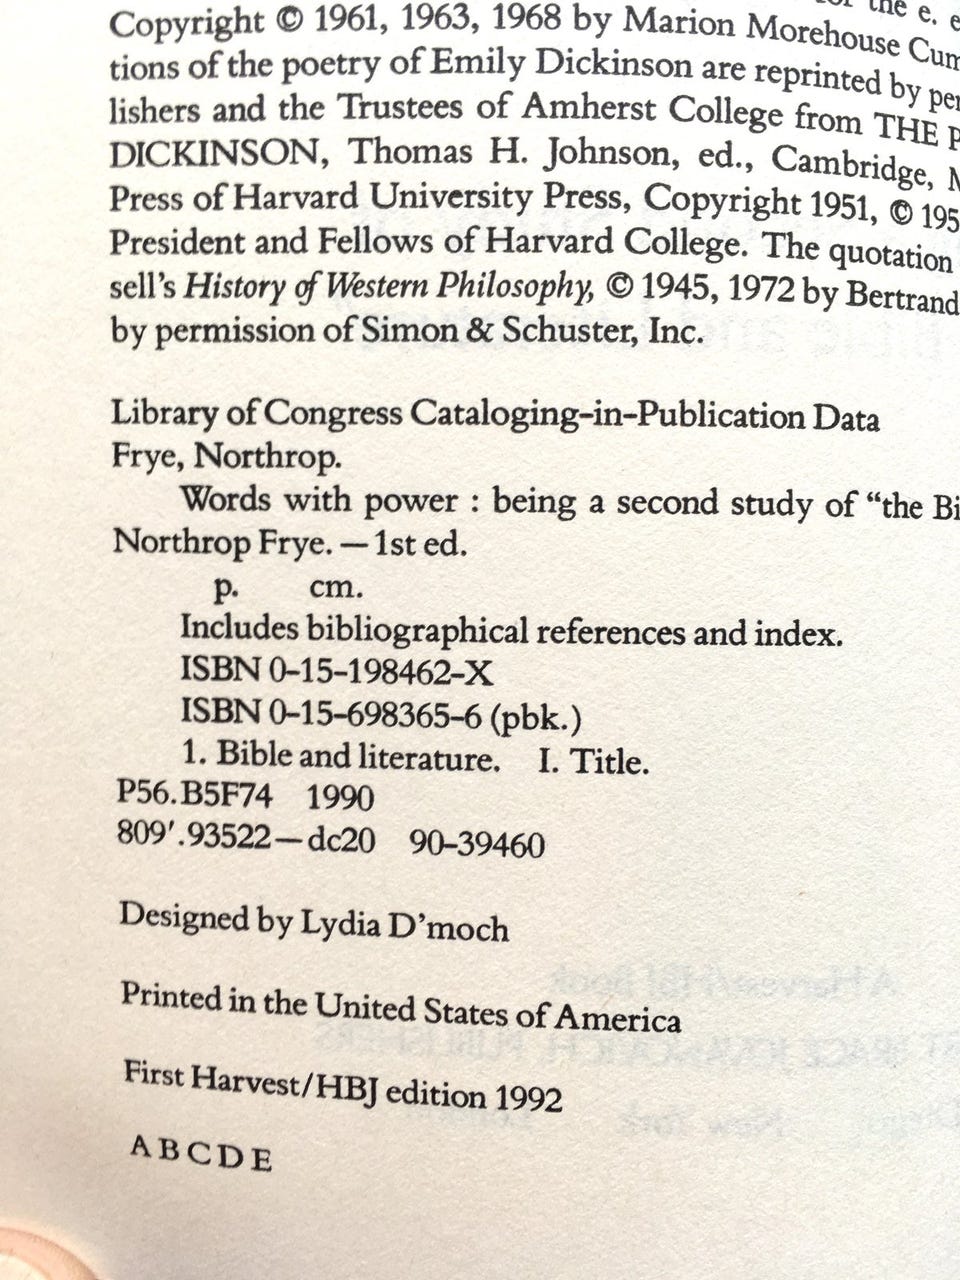 the e. e
Copyright © 1961, 1963, 1968 by Marion Morehouse Cum
tions of the poetry of Emily Dickinson are reprinted by per
lishers and the Trustees of Amherst College from THE P
DICKINSON, Thomas H. Johnson, ed., Cambridge, M
Press of Harvard University Press, Copyright 1951, © 195
President and Fellows of Harvard College. The quotation
sell's History of Western Philosophy, © 1945, 1972 by Bertrand
by permission of Simon & Schuster, Inc.
Library of Congress Cataloging-in-Publication Data
Frye, Northrop.
Words with power : being a second study of “the Bi
Northrop Frye. — 1st ed.
p. cm.
Includes bibliographical references and index.
ISBN 0-15-198462-X
ISBN 0-15-698365-6 (pbk.)
1. Bible and literature. I. Title.
P56.B5F74 1990
809'.93522—dc20 90-39460
Designed by Lydia D'moch
Printed in the United States of America
First Harvest/HBJ edition 1992
A B C D E